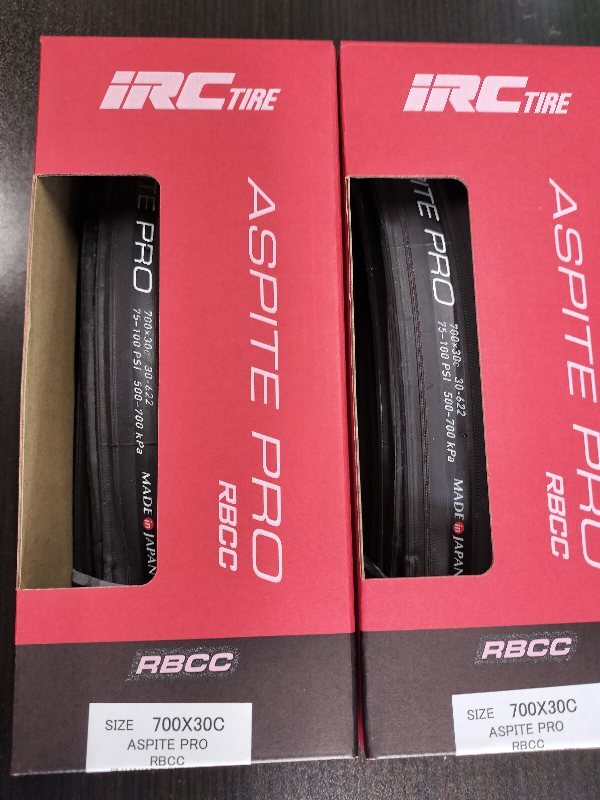 iRC TIRE
ASPITE PRO
RBCC
ITE PRO
700×30c 30-622
75-100 PSI 500-700 kPa
MADE in JAPAN
RBCC
SIZE 700X30C
ASPITE PRO
RBCC
iRC TIRE
ASPITE PRO
RBCC
ITE PRO
700×30c 30-622
75-100 PSI 500-700 kPa
MADE in JAPAN
RBCC
SIZE 700X30C
ASPITE PRO
RBCC